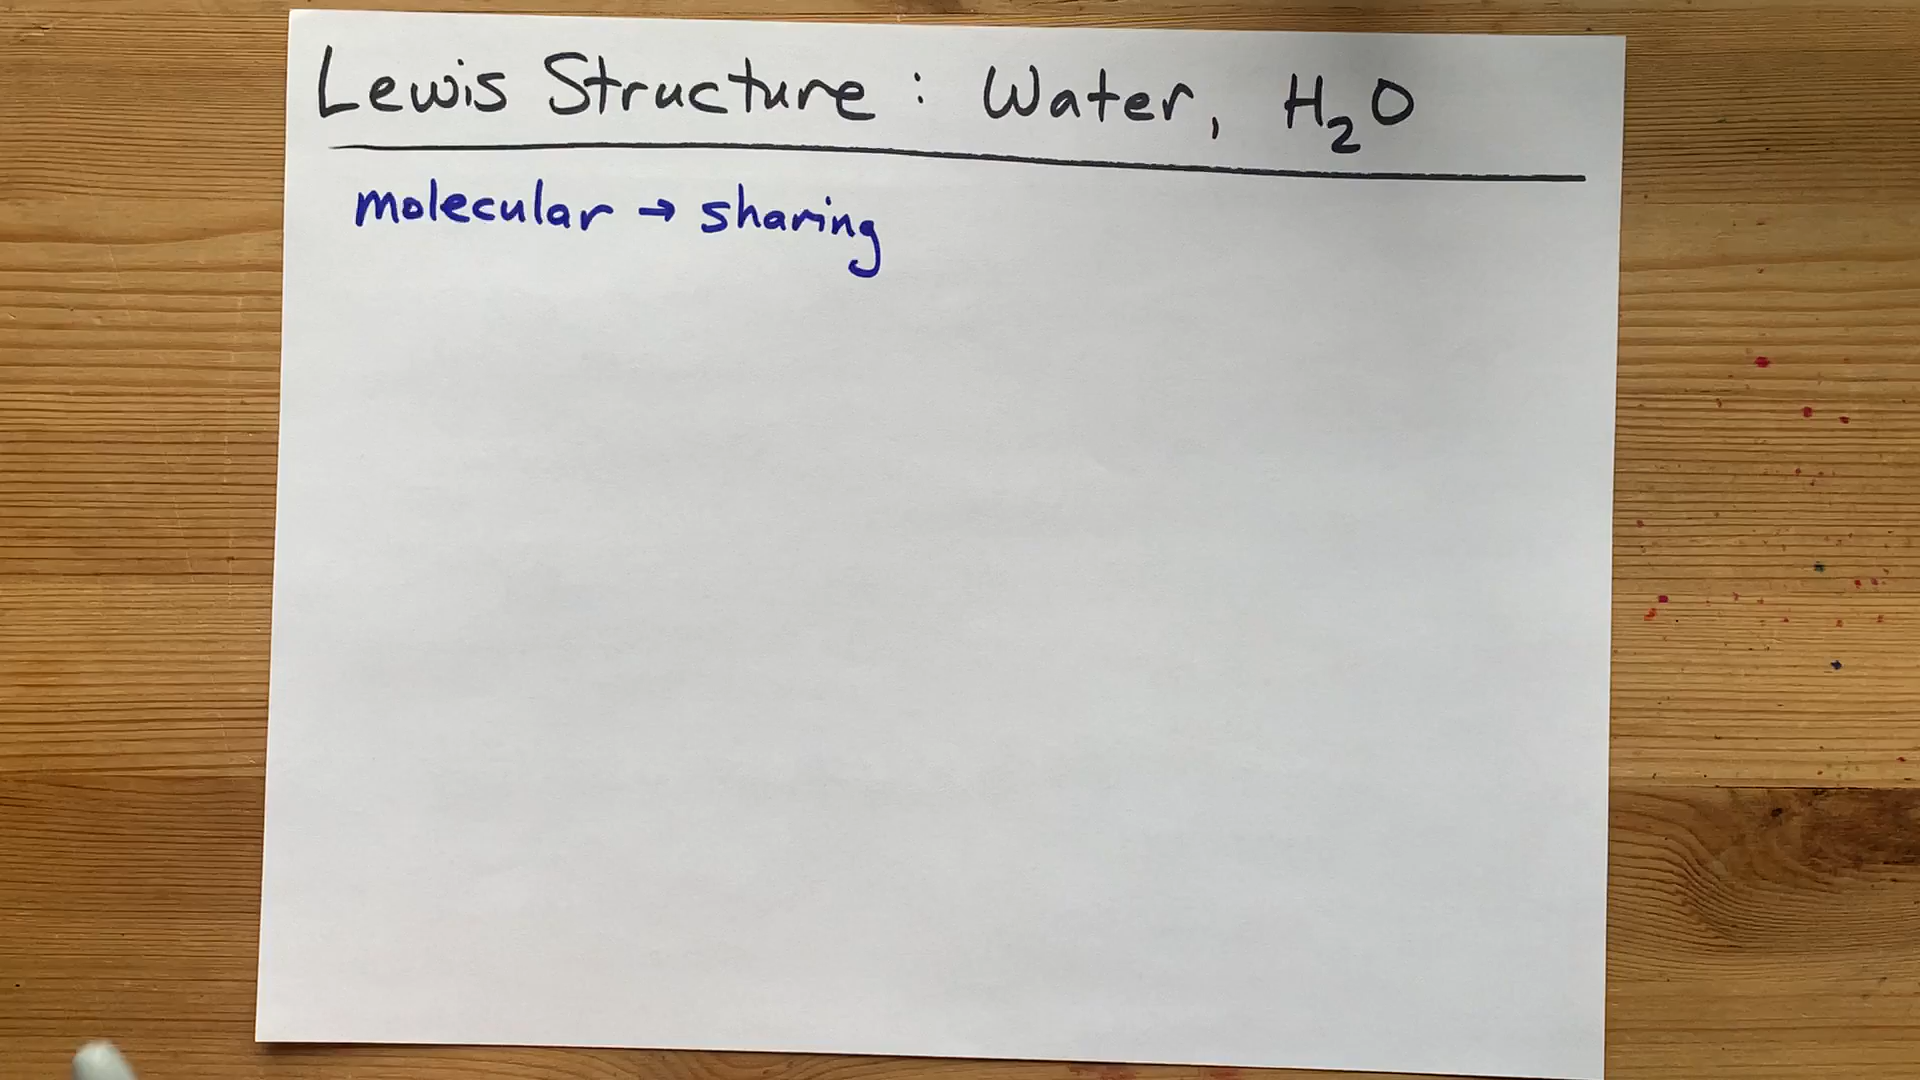 Lewis Structure : Water, H₂O
molecular → sharing